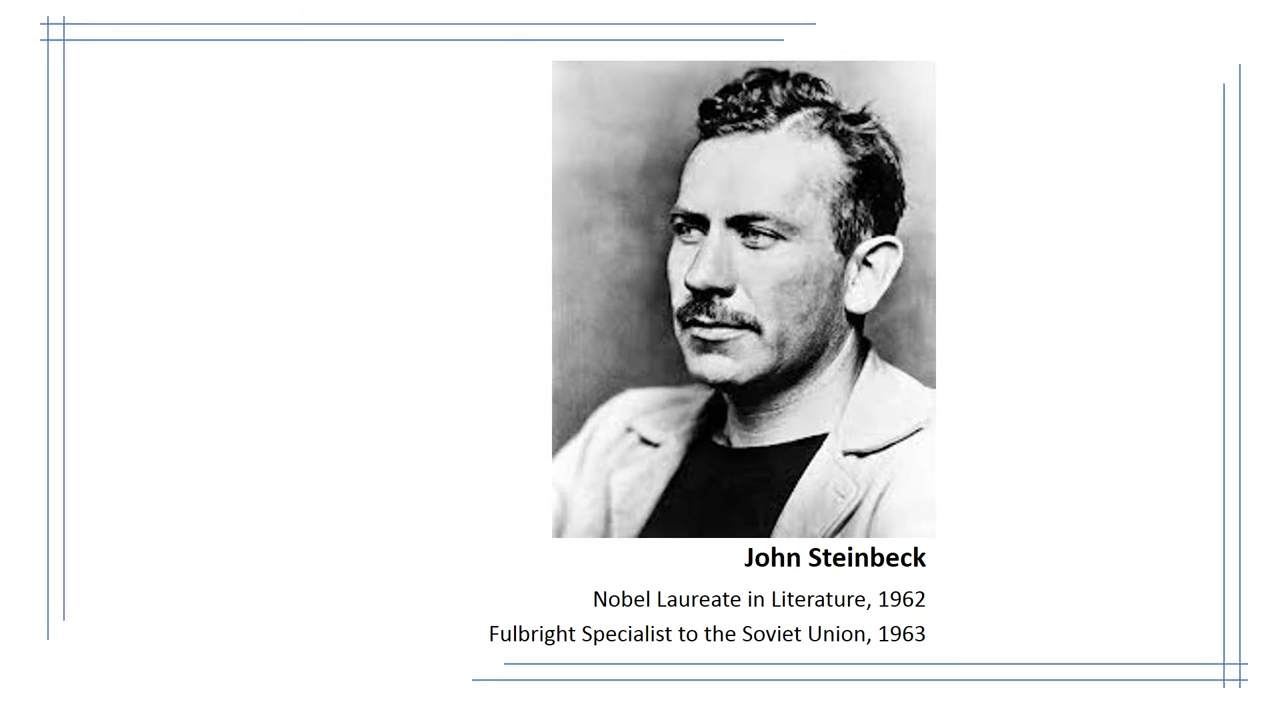 John Steinbeck
Nobel Laureate in Literature, 1962
Fulbright Specialist to the Soviet Union, 1963